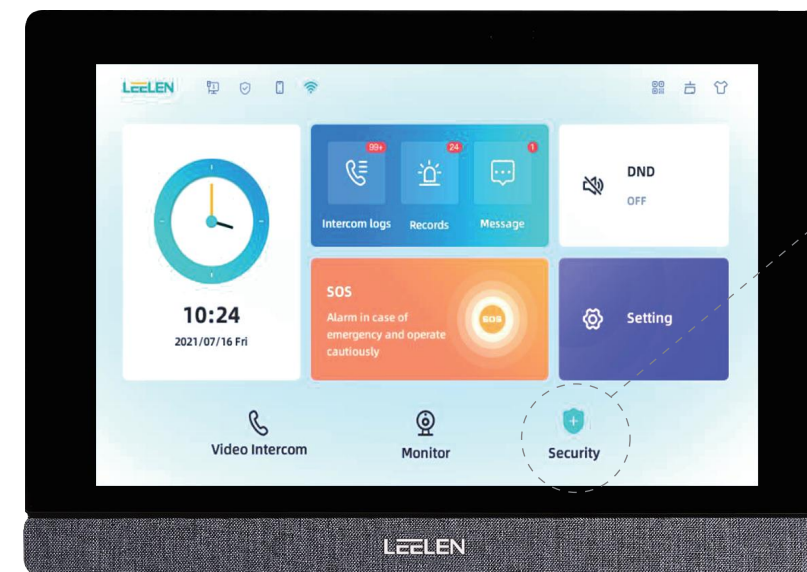 LEELEN
99+
24
1
Intercom logs
Records
Message
DND
OFF
10:24
2021/07/16 Fri
SOS
Alarm in case of
emergency and operate
cautiously
SOS
Setting
Video Intercom
Monitor
Security
LEELEN